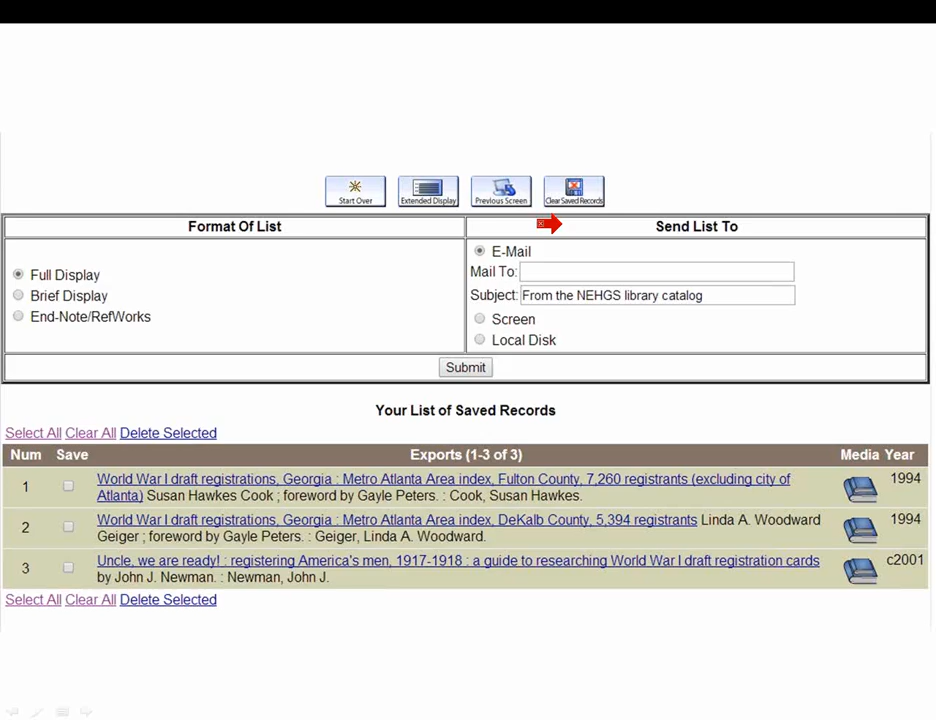 Start Over Extended Display Previous Screen Clear Saved Records
Format Of List Send List To
E-Mail
Full Display Mail To:
Brief Display Subject: From the NEHGS library catalog
End-Note/RefWorks Screen
Local Disk
Submit
Your List of Saved Records
Select All Clear All Delete Selected
Num Save Exports (1-3 of 3) Media Year
1 World War I draft registrations, Georgia : Metro Atlanta Area index, Fulton County, 7,260 registrants (excluding city of 1994
Atlanta) Susan Hawkes Cook ; foreword by Gayle Peters. : Cook, Susan Hawkes.
2 World War I draft registrations, Georgia : Metro Atlanta Area index, DeKalb County, 5,394 registrants Linda A. Woodward 1994
Geiger ; foreword by Gayle Peters. : Geiger, Linda A. Woodward.
3 Uncle, we are ready! : registering America's men, 1917-1918 : a guide to researching World War I draft registration cards c2001
by John J. Newman. : Newman, John J.
Select All Clear All Delete Selected